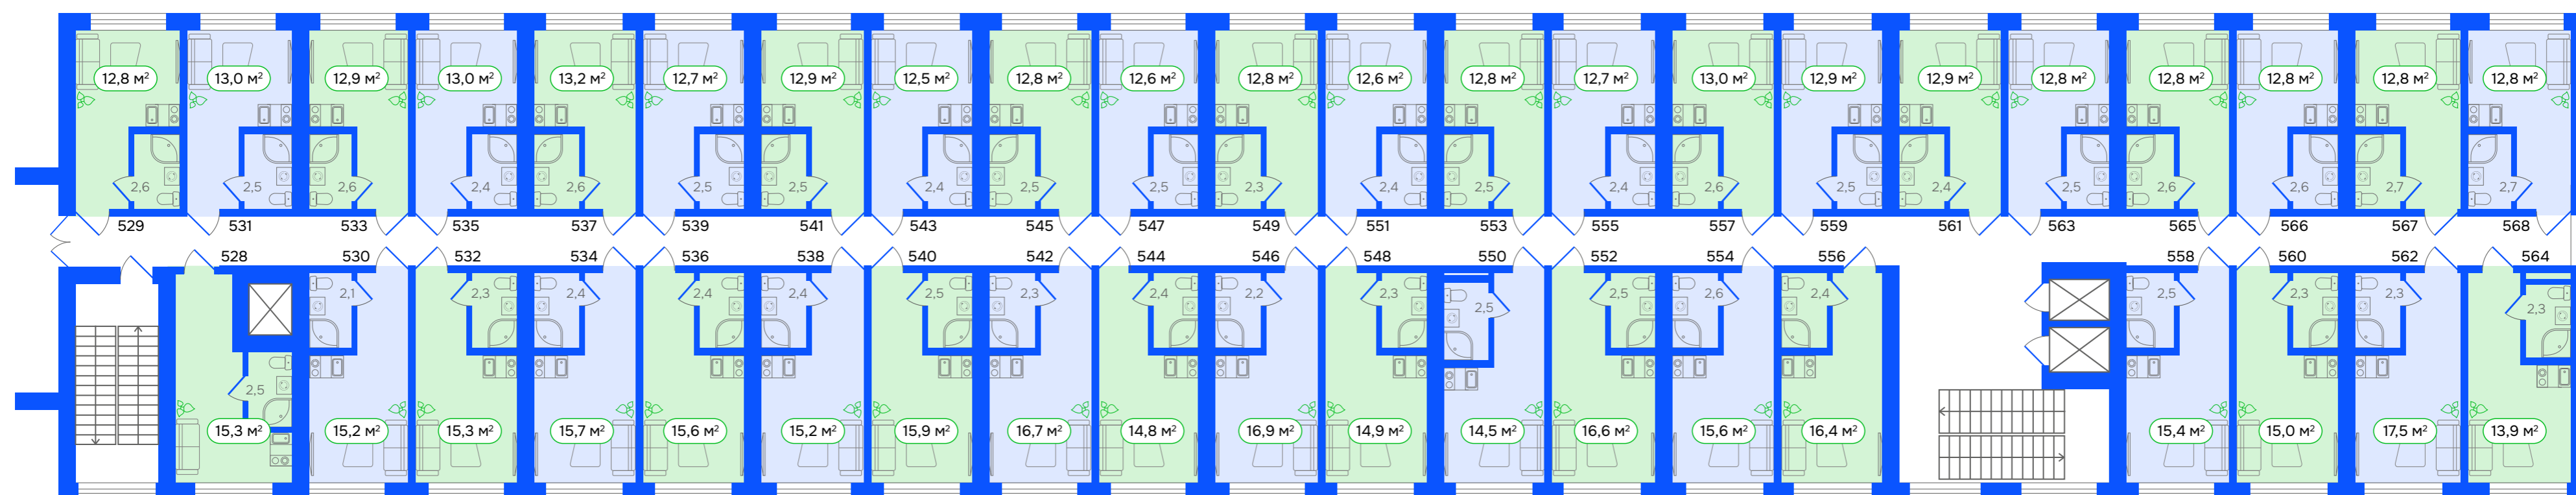 12,8 м² 13,0 м² 12,9 м² 13,0 м² 13,2 м² 12,7 м² 12,9 м² 12,5 м² 12,8 м² 12,6 м² 12,8 м² 12,6 м² 12,8 м² 12,7 м² 13,0 м² 12,9 м² 12,9 м² 12,8 м² 12,8 м² 12,8 м² 12,8 м² 12,8 м²
2,6 2,5 2,6 2,4 2,6 2,5 2,5 2,4 2,5 2,5 2,3 2,4 2,5 2,4 2,6 2,5 2,4 2,5 2,6 2,6 2,7 2,7
529 531 533 535 537 539 541 543 545 547 549 551 553 555 557 559 561 563 565 566 567 568
528 530 532 534 536 538 540 542 544 546 548 550 552 554 556 558 560 562 564
2,1 2,3 2,4 2,4 2,4 2,5 2,3 2,4 2,2 2,3 2,5 2,5 2,6 2,4 2,5 2,3 2,3 2,3
2,5
15,3 м² 15,2 м² 15,3 м² 15,7 м² 15,6 м² 15,2 м² 15,9 м² 16,7 м² 14,8 м² 16,9 м² 14,9 м² 14,5 м² 16,6 м² 15,6 м² 16,4 м² 15,4 м² 15,0 м² 17,5 м² 13,9 м²